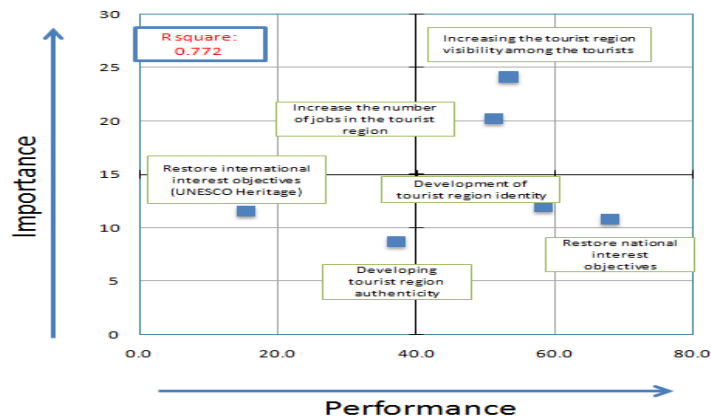 30
R square:
0.772
Increasing the tourist region
visibility among the tourists
25
Increase the number
of jobs in the tourist
region
20
15
Restore international
interest objectives
(UNESCO Heritage)
Development of
tourist region identity
10
Restore national
interest
objectives
Developing
tourist region
authenticity
5
0
0.0
20.0
40.0
60.0
80.0
Importance
Performance